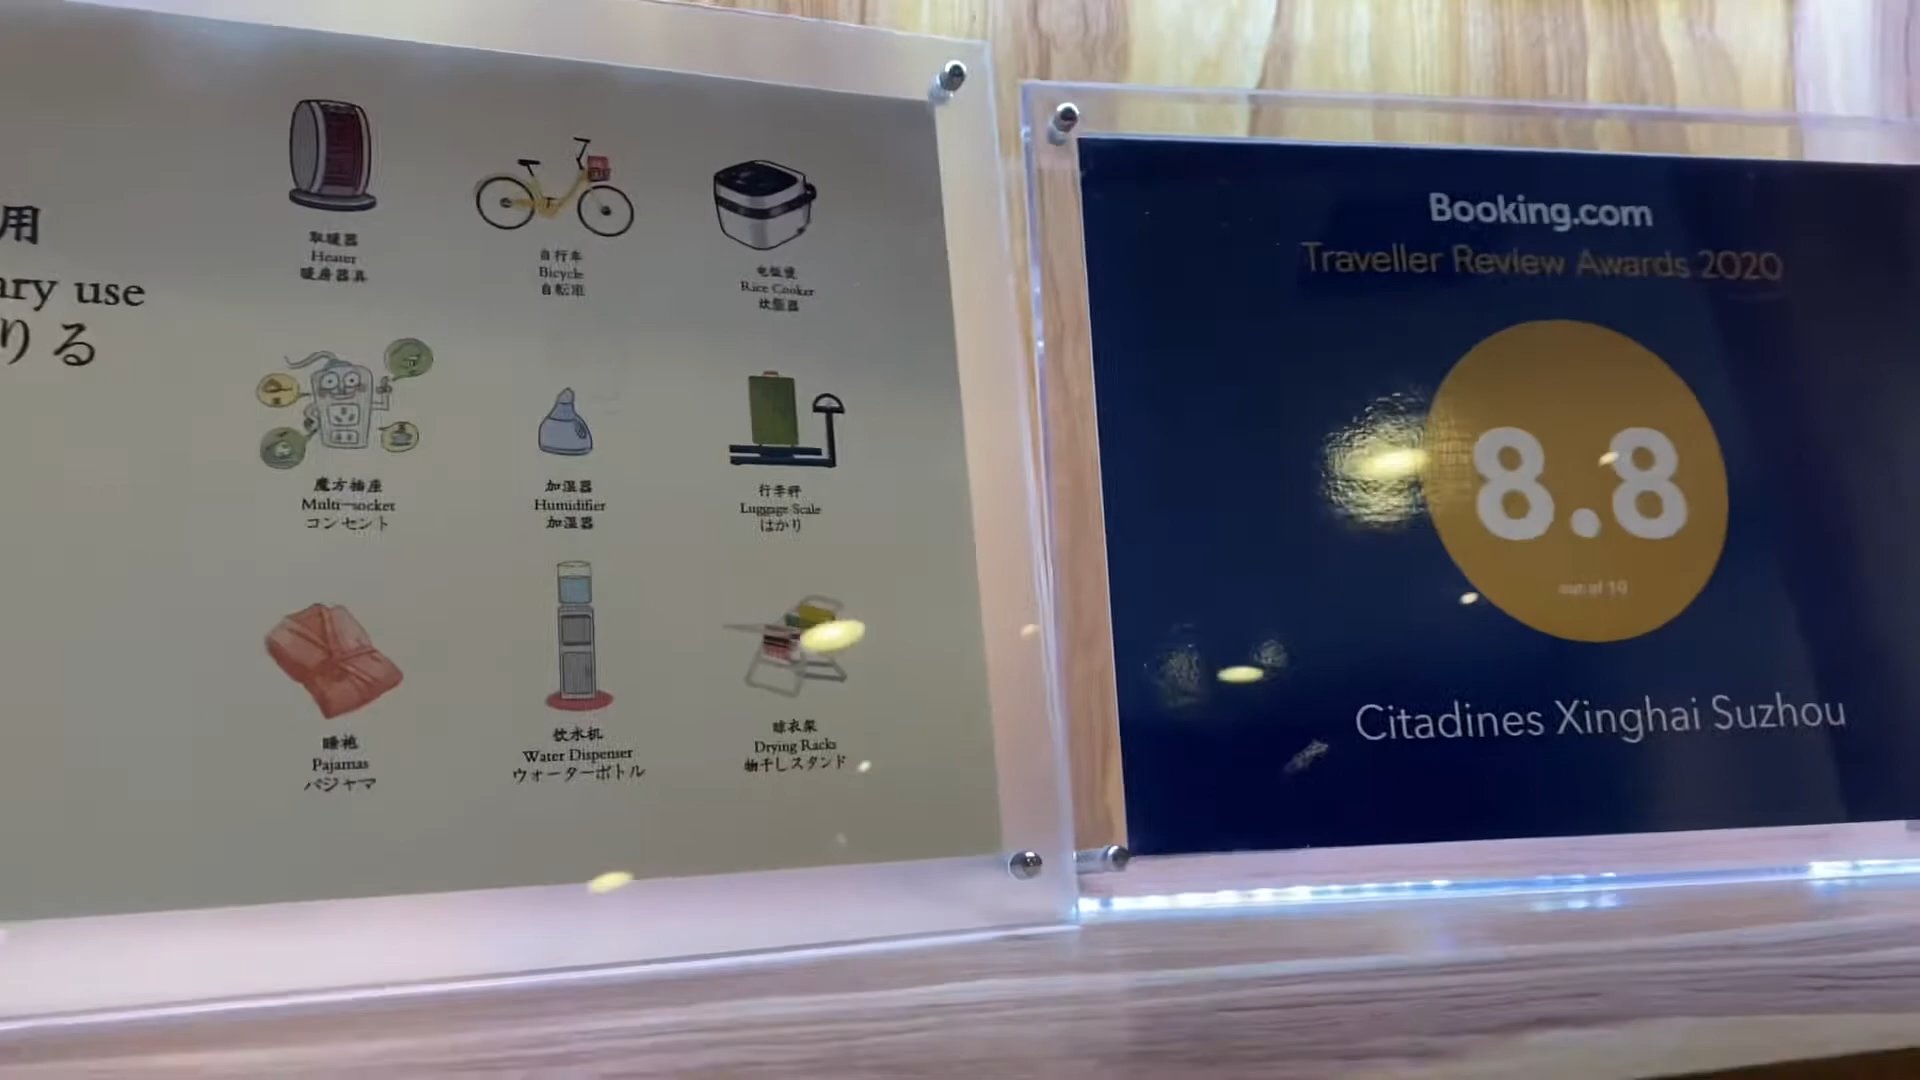 用
ary use
りる
取暖器
Heater
暖房器具
自行车
Bicycle
自転車
电饭煲
Rice Cooker
炊飯器
魔方插座
Multi-socket
コンセント
加湿器
Humidifier
加湿器
行李秤
Luggage Scale
はかり
睡袍
Pajamas
パジャマ
饮水机
Water Dispenser
ウォーターボトル
晾衣架
Drying Racks
物干しスタンド
Booking.com
Traveller Review Awards 2020
8.8
out of 10
Citadines Xinghai Suzhou